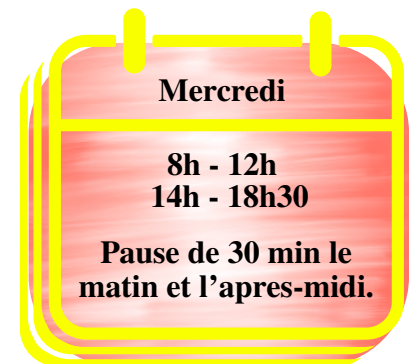 Mercredi
8h - 12h
14h - 18h30
Pause de 30 min le
matin et l’apres-midi.